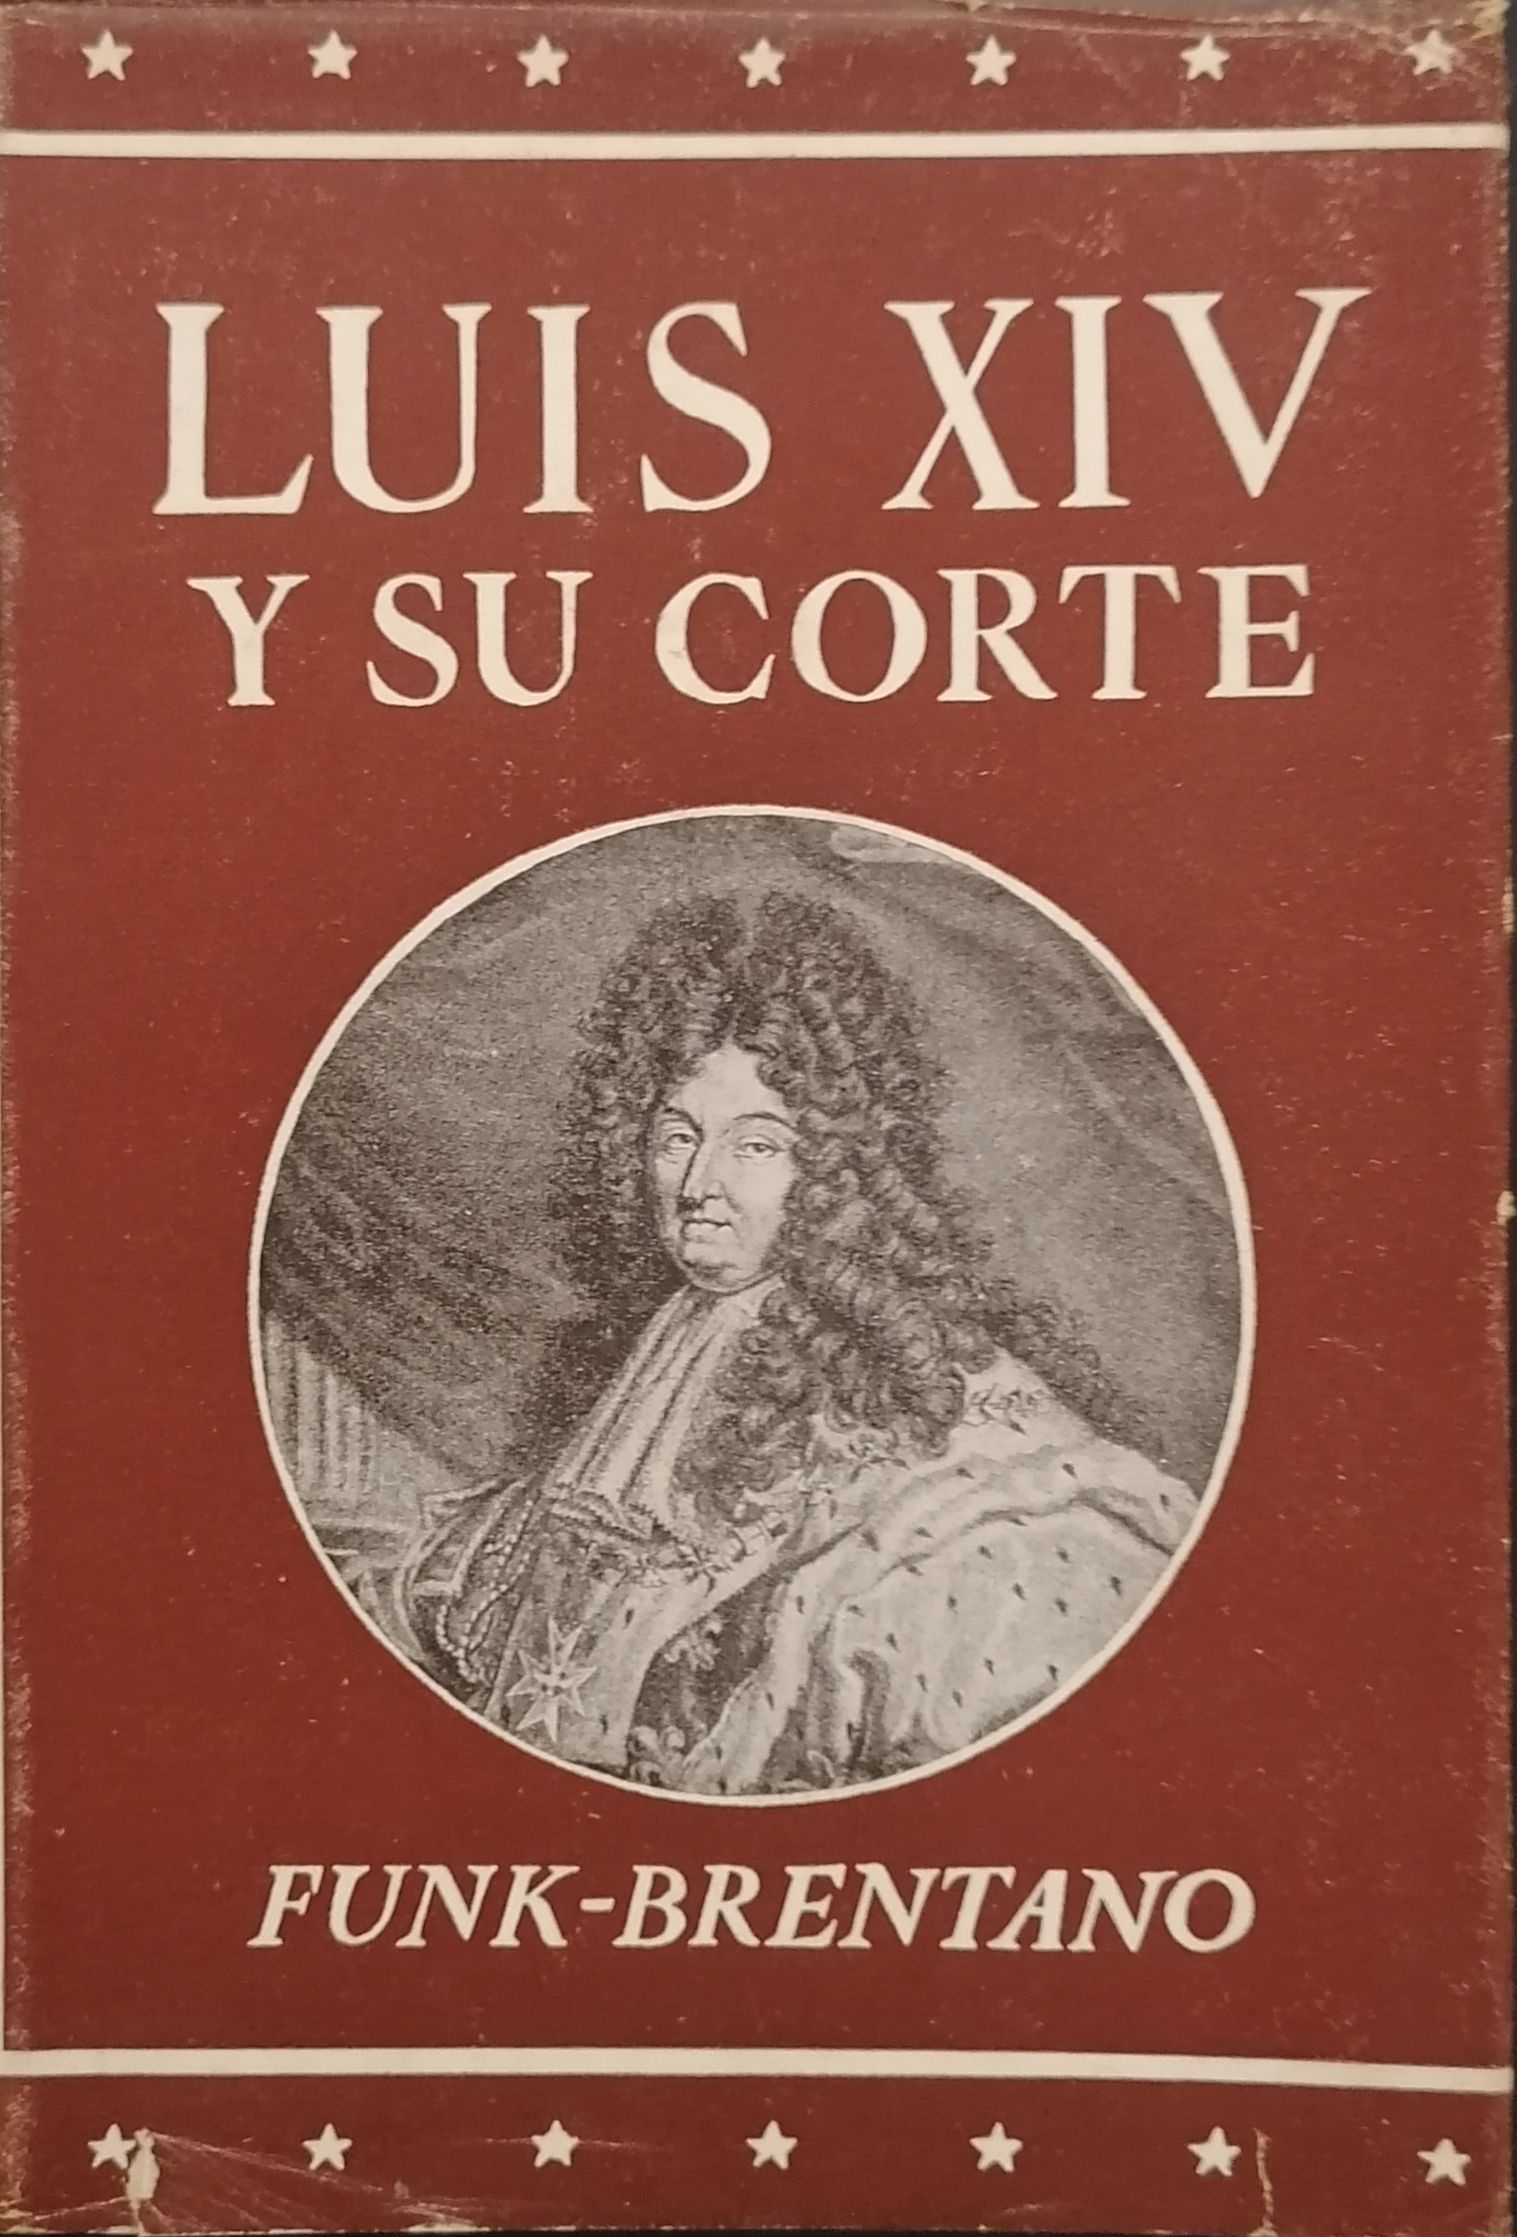 LUIS XIV
Y SU CORTE
FUNK-BRENTANO